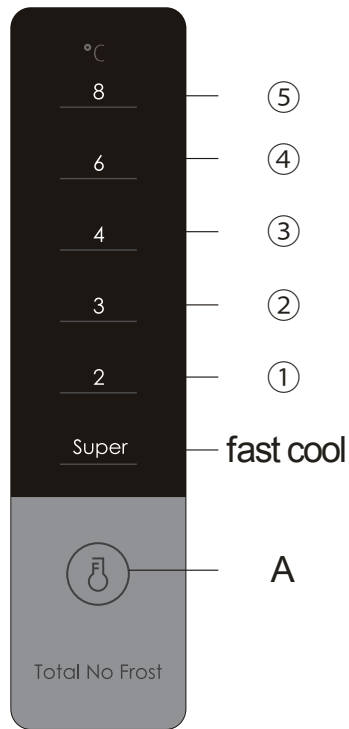 °C
8 ⑤
6 ④
4 ③
3 ②
2 ①
Super fast cool
A
Total No Frost